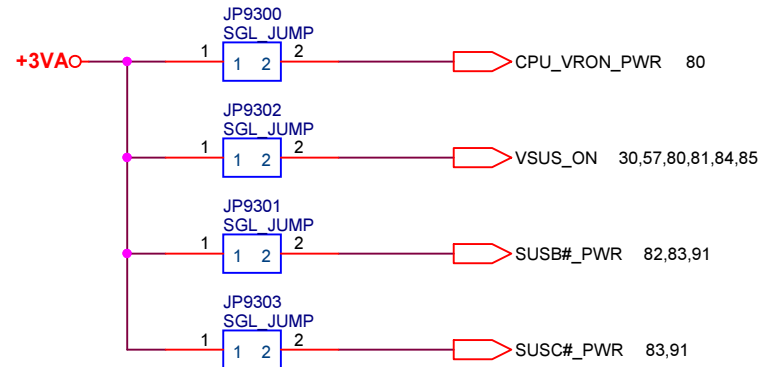 JP9300
SGL_JUMP
+3VA 1 1 2 2 CPU_VRON_PWR 80
JP9302
SGL_JUMP
1 1 2 2 VSUS_ON 30,57,80,81,84,85
JP9301
SGL_JUMP
1 1 2 2 SUSB#_PWR 82,83,91
JP9303
SGL_JUMP
1 1 2 2 SUSC#_PWR 83,91